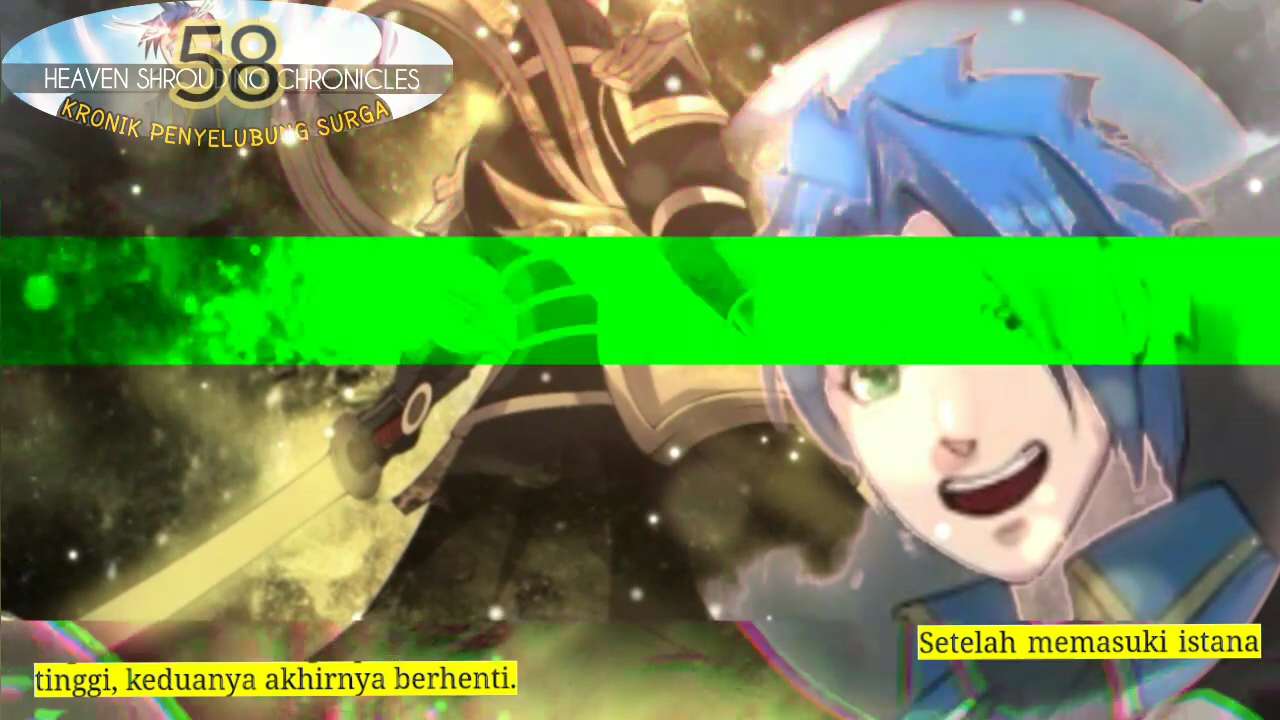 58
HEAVEN SHROUDING CHRONICLES
KRONIK PENYELUBUNG SURGA
Setelah memasuki istana
tinggi, keduanya akhirnya berhenti.